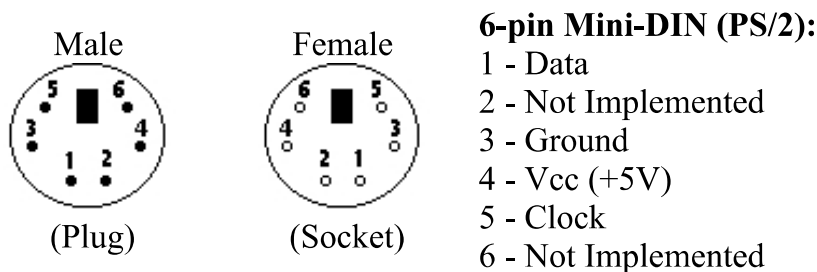 Male
5 6
3 4
1 2
(Plug)
Female
6 5
4 3
2 1
(Socket)
6-pin Mini-DIN (PS/2):
1 - Data
2 - Not Implemented
3 - Ground
4 - Vcc (+5V)
5 - Clock
6 - Not Implemented